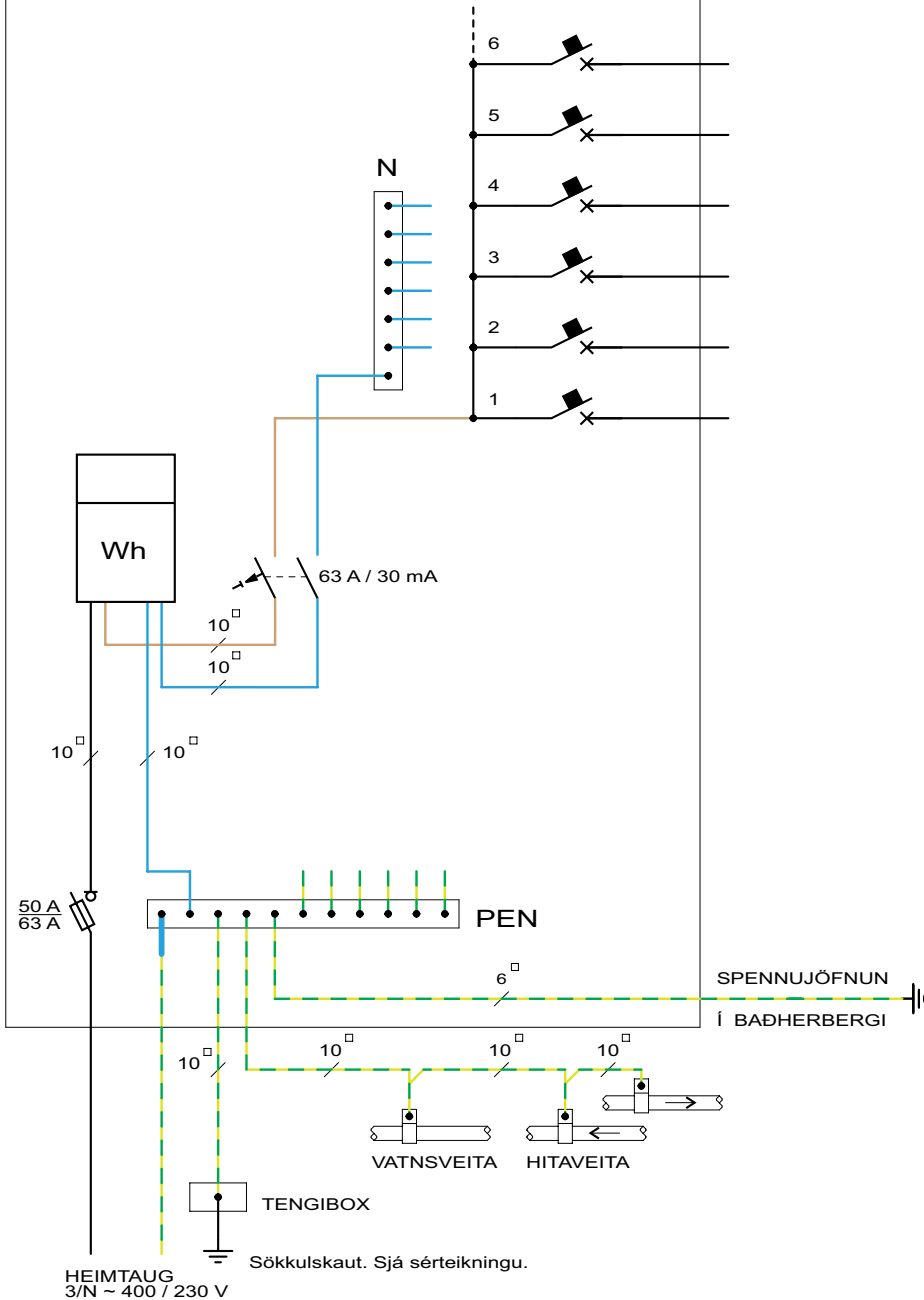 6
5
N
4
3
2
1
Wh
63 A / 30 mA
10 □
10 □
10 □
10 □
50 A
63 A
PEN
6 □
SPENNUJÖFNUN
Í BAÐHERBERGI
10 □
10 □
10 □
10 □
VATNSVEITA
HITAVEITA
TENGIBOX
Sökkulskaut. Sjá sérteikningu.
HEIMTAUG
3/N ~ 400 / 230 V